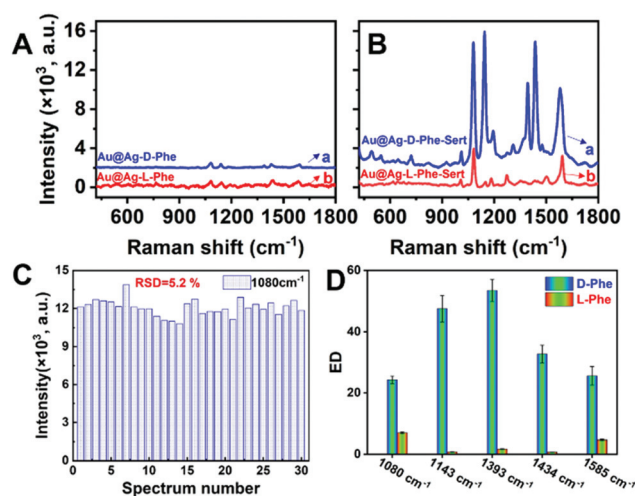 A
B
Intensity (×10³, a.u.)
16
12
8
4
0
Au@Ag-D-Phe
a
Au@Ag-L-Phe
b
Au@Ag-D-Phe-Sert
a
Au@Ag-L-Phe-Sert
b
600 900 1200 1500 1800
600 900 1200 1500 1800
Raman shift (cm⁻¹)
Raman shift (cm⁻¹)
C
RSD=5.2 %
1080cm⁻¹
Intensity(×10³, a.u.)
15
12
9
6
3
0
0 5 10 15 20 25 30
Spectrum number
D
D-Phe
L-Phe
ED
60
40
20
0
1080 cm⁻¹
1143 cm⁻¹
1393 cm⁻¹
1434 cm⁻¹
1585 cm⁻¹